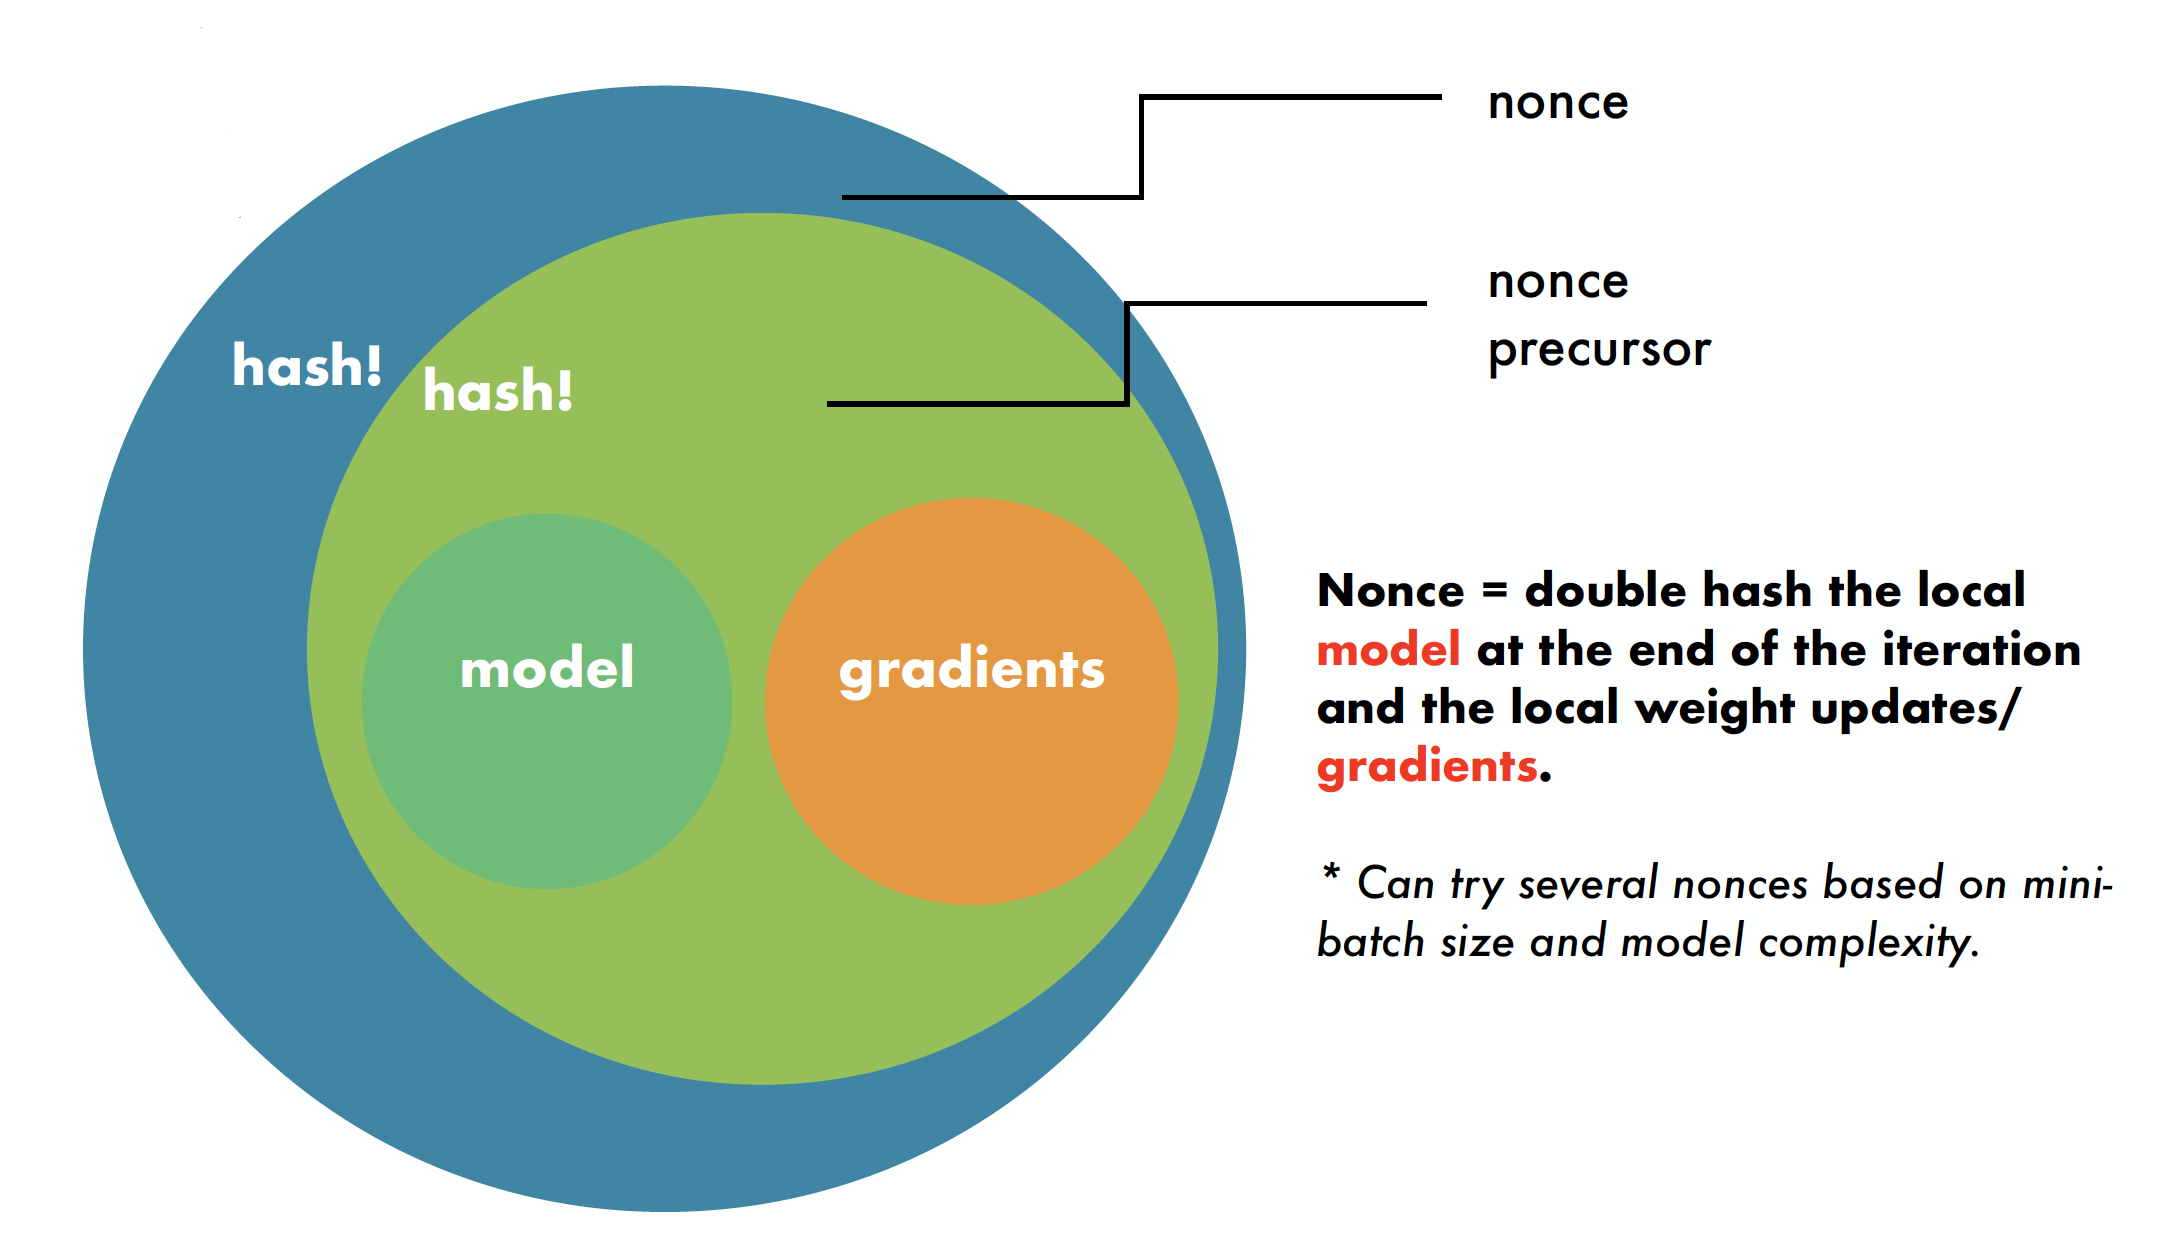 nonce
nonce
precursor
hash!
hash!
model
gradients
Nonce = double hash the local
model at the end of the iteration
and the local weight updates/
gradients.
* Can try several nonces based on mini-
batch size and model complexity.